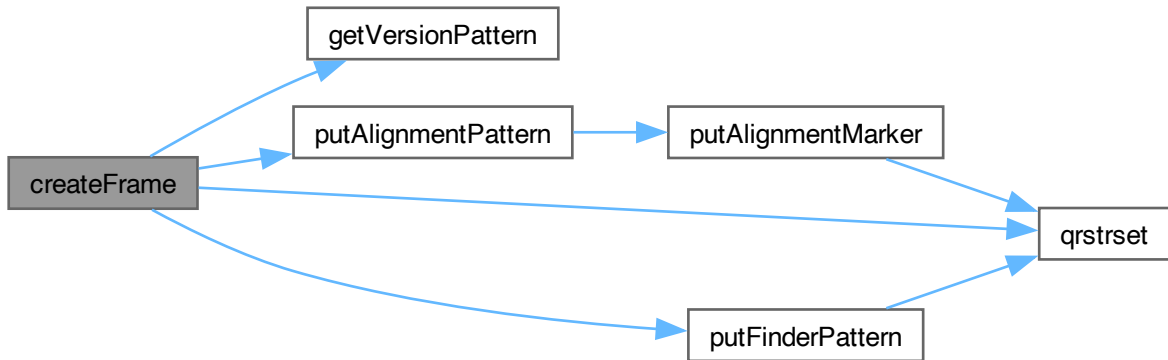 getVersionPattern
putAlignmentPattern
putAlignmentMarker
createFrame
qrstrset
putFinderPattern